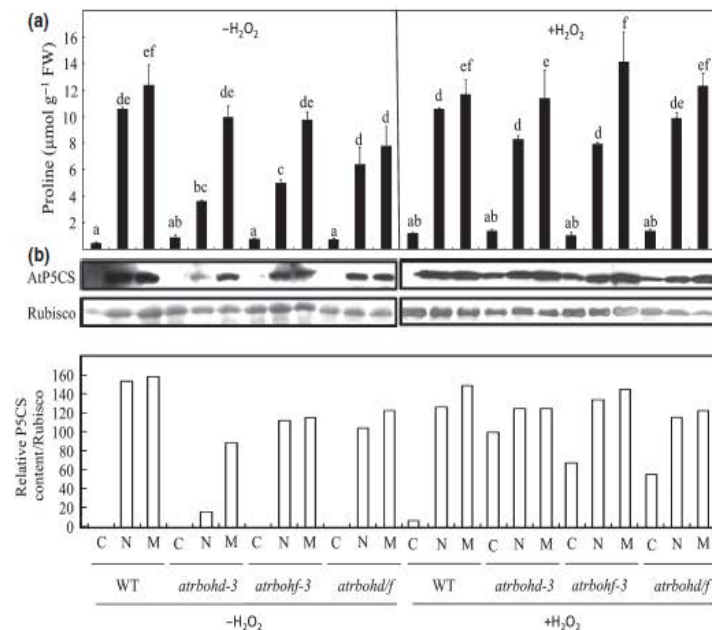 (a)
−H₂O₂
+H₂O₂
Proline (μmol g⁻¹ FW)
16
14
12
10
8
6
4
2
a de ef ab bc de a c de a d d ab d ef ab d e ab d f ab de ef
(b)
AtP5CS
Rubisco
Relative P5CS
content/Rubisco
160
140
120
100
80
60
40
20
0
C N M C N M C N M C N M C N M C N M C N M C N M
WT atrbohd-3 atrbohf-3 atrbohd/f WT atrbohd-3 atrbohf-3 atrbohd/f
−H₂O₂ +H₂O₂